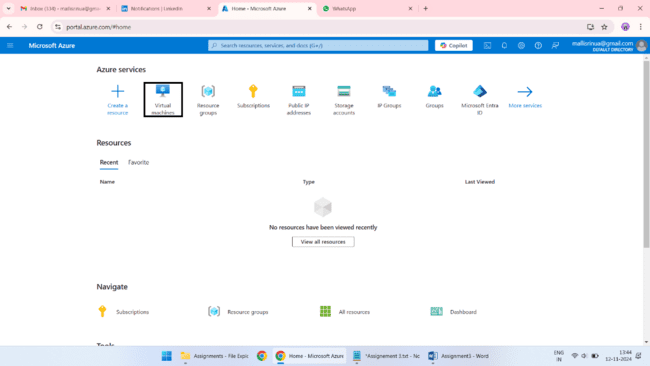 Inbox (134) - mallisrinua@gmai
Notifications | LinkedIn
Home - Microsoft Azure
WhatsApp
portal.azure.com/#home
Microsoft Azure
Search resources, services, and docs (G+/)
Copilot
mallisrinua@gmail.com
DEFAULT DIRECTORY
Azure services
Create a
resource
Virtual
machines
Resource
groups
Subscriptions
Public IP
addresses
Storage
accounts
IP Groups
Groups
Microsoft Entra
ID
More services
Resources
Recent
Favorite
Name
Type
Last Viewed
No resources have been viewed recently
View all resources
Navigate
Subscriptions
Resource groups
All resources
Dashboard
Tools
Assignments - File Explo
Home - Microsoft Azure
*Assignement 3.txt - No
Assignment3 - Word
ENG
IN
13:44
12-11-2024